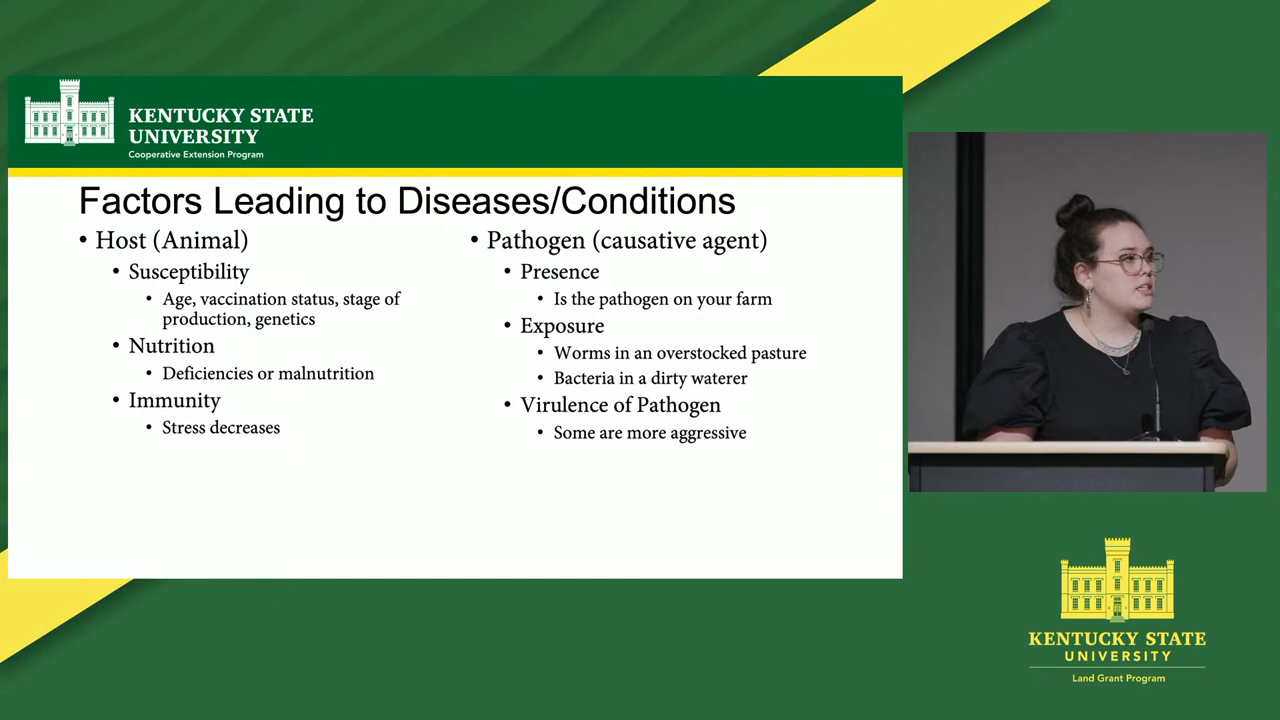 KENTUCKY STATE
UNIVERSITY
Cooperative Extension Program
Factors Leading to Diseases/Conditions
• Host (Animal)
• Susceptibility
• Age, vaccination status, stage of
production, genetics
• Nutrition
• Deficiencies or malnutrition
• Immunity
• Stress decreases
• Pathogen (causative agent)
• Presence
• Is the pathogen on your farm
• Exposure
• Worms in an overstocked pasture
• Bacteria in a dirty waterer
• Virulence of Pathogen
• Some are more aggressive
KENTUCKY STATE
UNIVERSITY
Land Grant Program